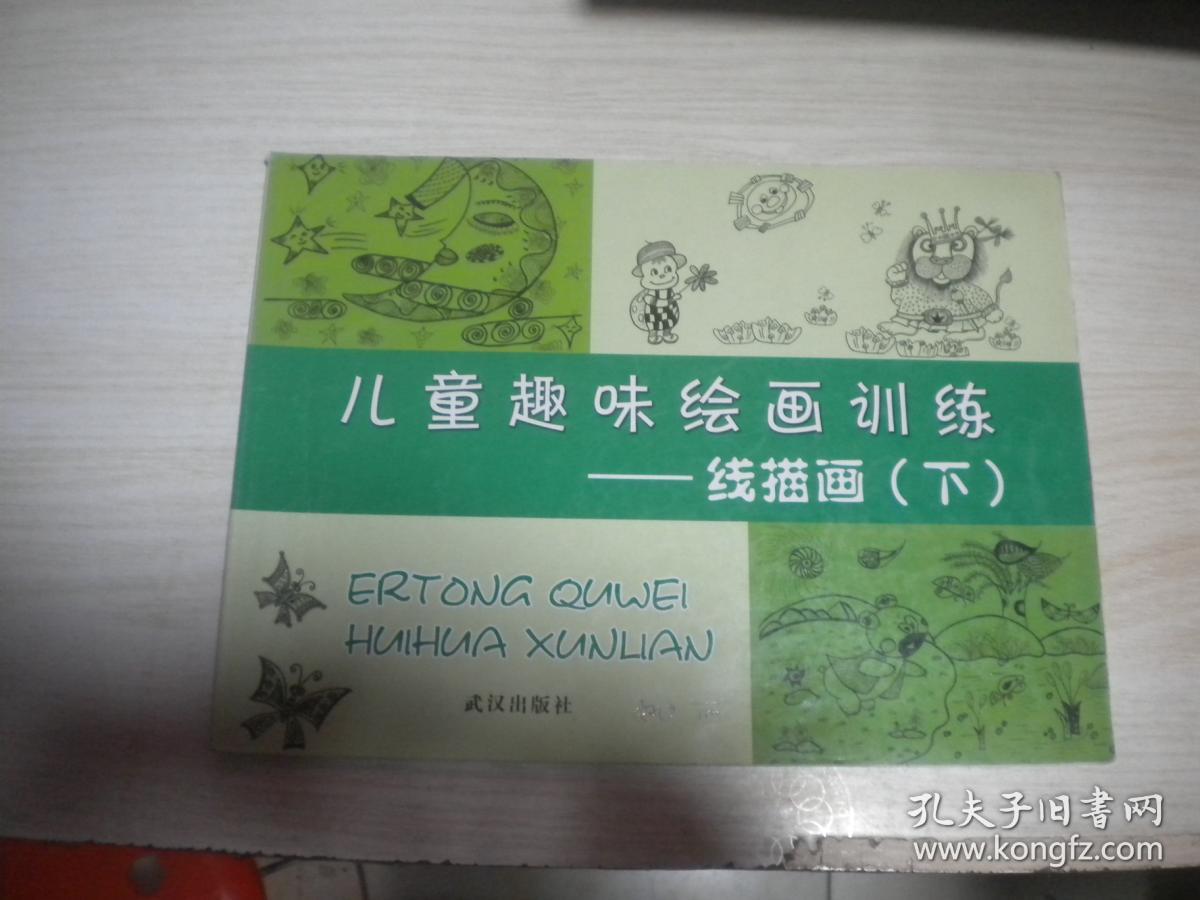 儿童趣味绘画训练
——线描画（下）
ERTONG QUWEI
HUIHUA XUNLIAN
武汉出版社
孔夫子旧书网
www.kongfz.com